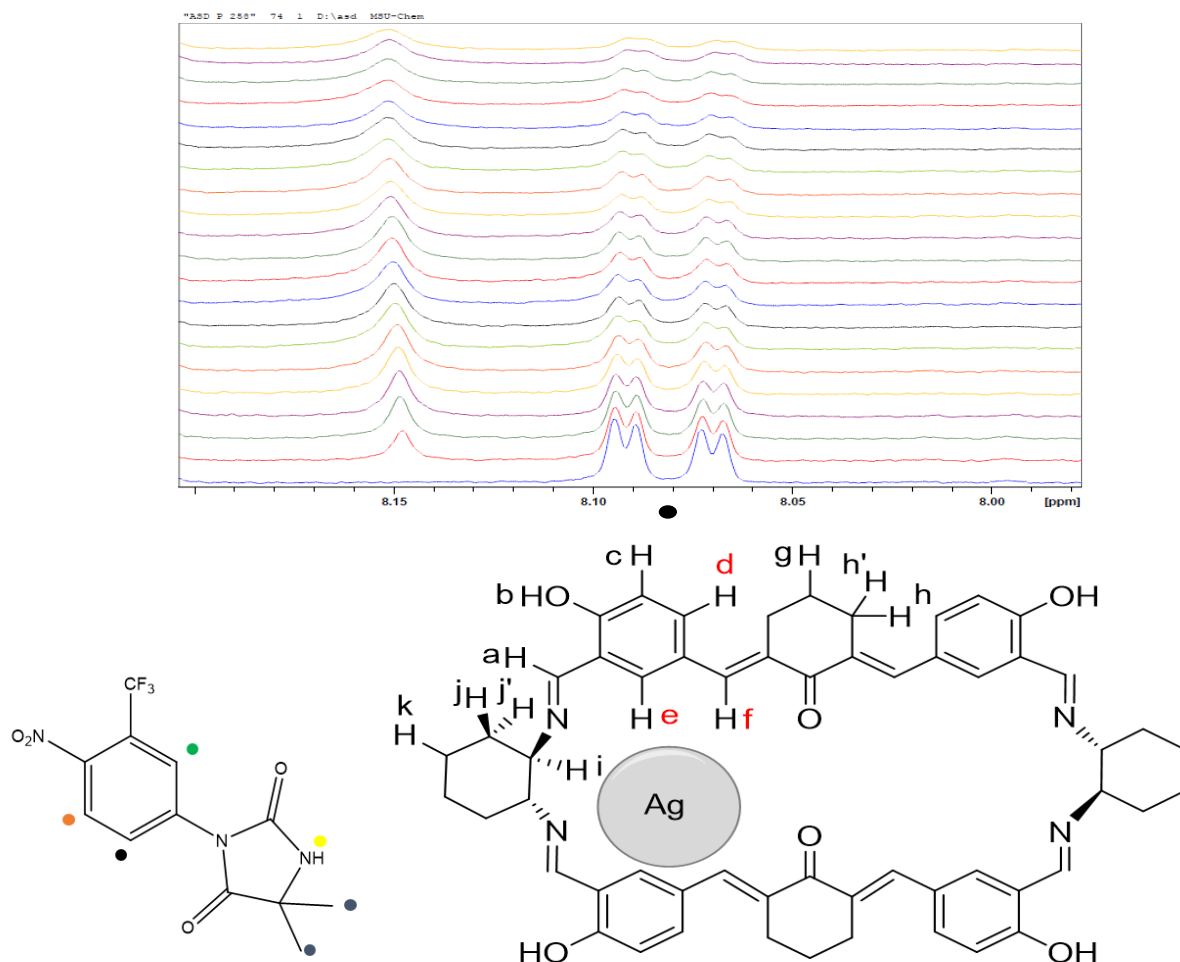 "ASD P 258" 74 1 D:\asd MSU-Chem
8.15 8.10 8.05 8.00 [ppm]
c H H d g H h' H H h
b HO OH
a H j H j' H N H e H f O N
k H
H i
CF3
O2N
O
N NH
O
Ag
N O N
HO OH